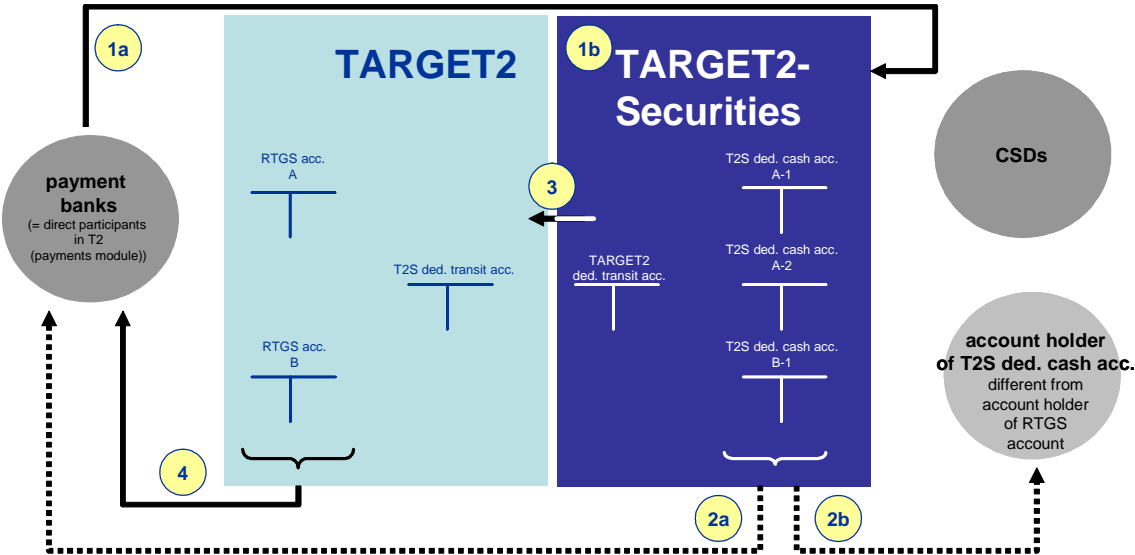 1a
TARGET2
1b
TARGET2-
Securities
payment
banks
(= direct participants
in T2
(payments module))
RTGS acc.
A
T2S ded. transit acc.
RTGS acc.
B
3
TARGET2
ded. transit acc.
T2S ded. cash acc.
A-1
T2S ded. cash acc.
A-2
T2S ded. cash acc.
B-1
CSDs
account holder
of T2S ded. cash acc.
different from
account holder
of RTGS
account
4
2a
2b